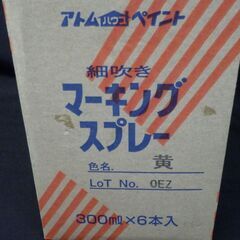 アトム ハウス ペイント
細吹き
マーキング
スプレー
色名. 黄
LoT No. OEZ
300ml×6本入